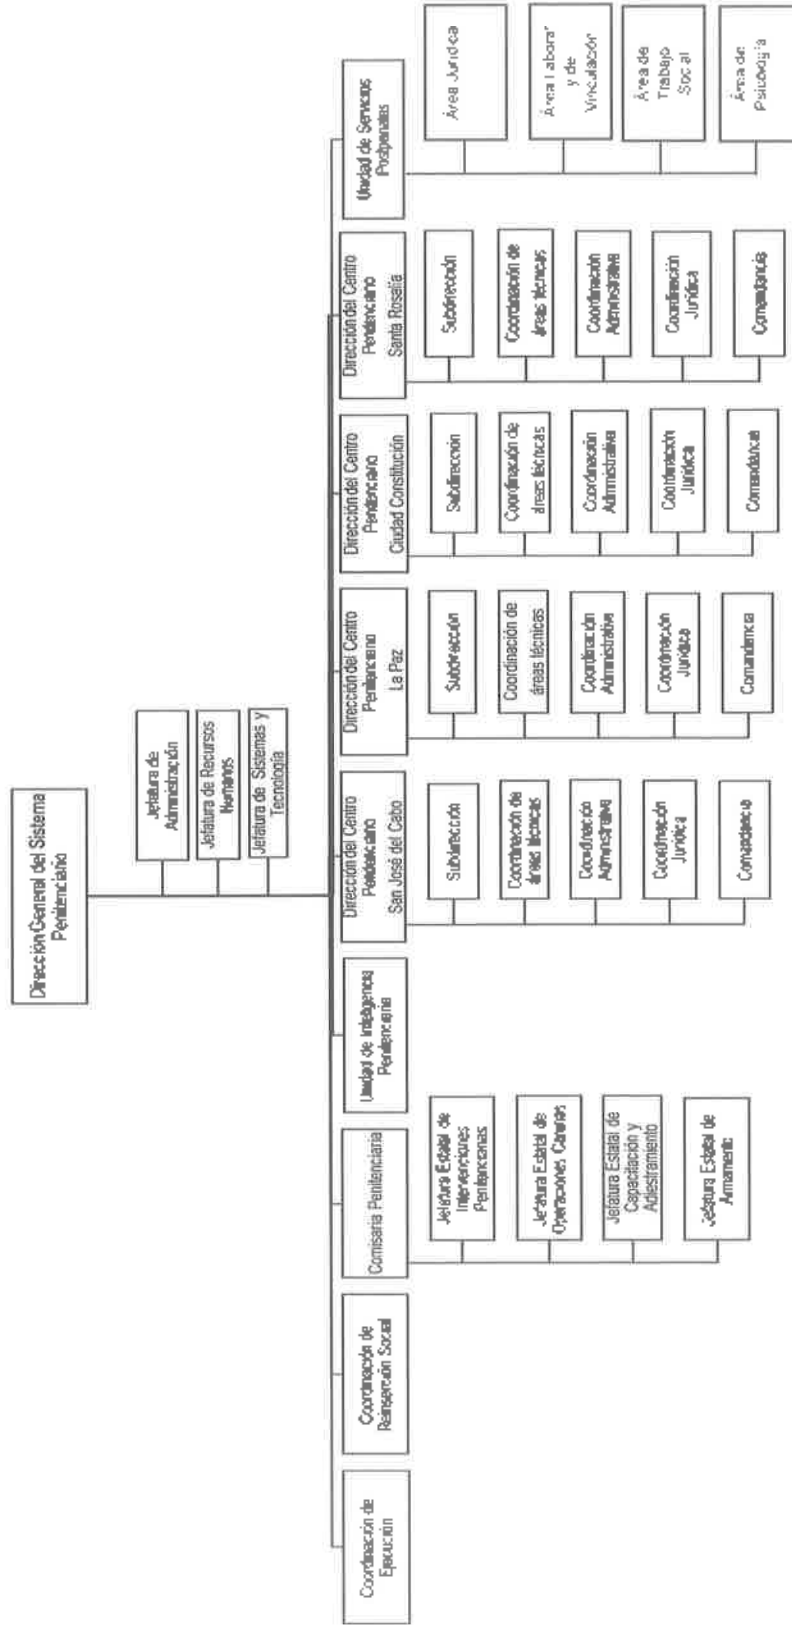 Dirección General del Sistema
Penitenciario
Jefatura de
Administración
Jefatura de Recursos
Humanos
Jefatura de Sistemas y
Tecnología
Coordinación de
Ejecución
Coordinación de
Reinserción Social
Comisaria Penitenciaria
Jefatura Estatal de
Intervenciones
Penitenciarias
Jefatura Estatal de
Operaciones Caninas
Jefatura Estatal de
Capacitación y
Adiestramiento
Jefatura Estatal de
Armamento
Unidad de Inteligencia
Penitenciaria
Dirección del Centro
Penitenciario
San José del Cabo
Subdirección
Coordinación de
áreas técnicas
Coordinación
Administrativa
Coordinación
Jurídica
Comandancia
Dirección del Centro
Penitenciario
La Paz
Subdirección
Coordinación de
áreas técnicas
Coordinación
Administrativa
Coordinación
Jurídica
Comandancia
Dirección del Centro
Penitenciario
Ciudad Constitución
Subdirección
Coordinación de
áreas técnicas
Coordinación
Administrativa
Coordinación
Jurídica
Comandancia
Dirección del Centro
Penitenciario
Santa Rosalía
Subdirección
Coordinación de
áreas técnicas
Coordinación
Administrativa
Coordinación
Jurídica
Comandancia
Unidad de Servicios
Postpenales
Área Jurídica
Área Laboral
y de
Vinculación
Área de
Trabajo
Social
Área de
Psicología